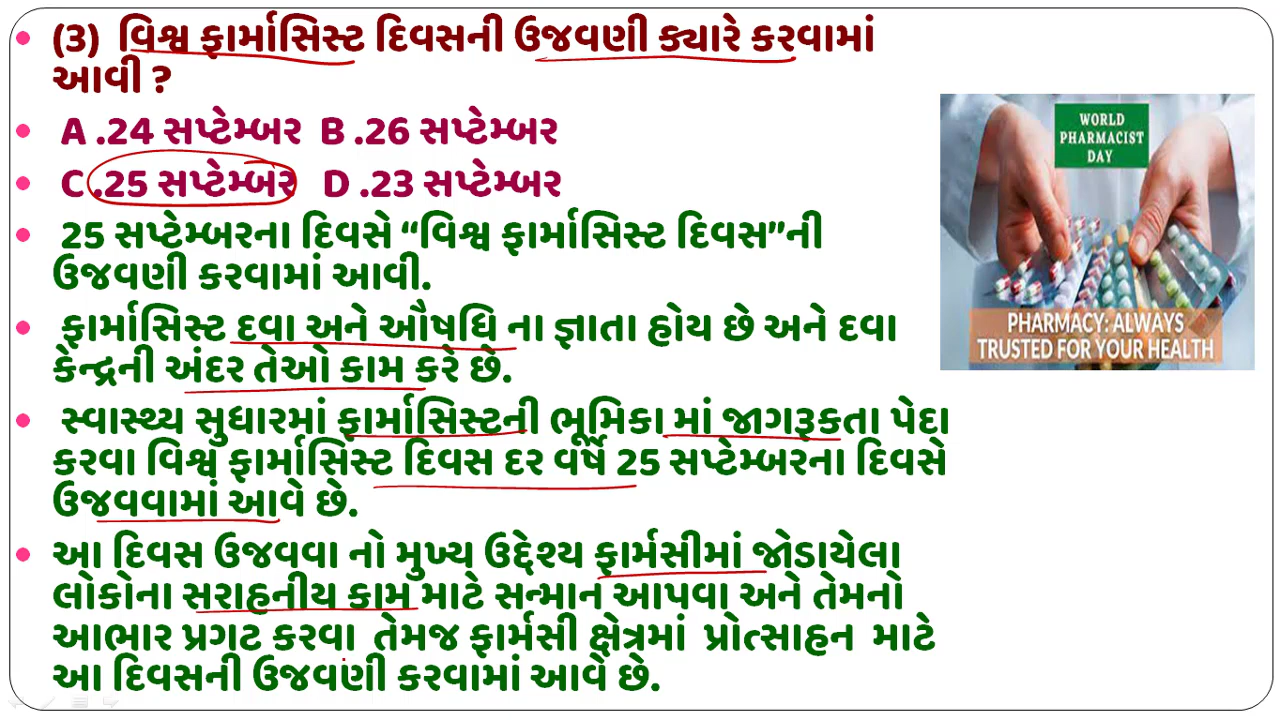 (3) વિશ્વ ફાર્માસિસ્ટ દિવસની ઉજવણી ક્યારે કરવામાં
આવી ?
A .24 સપ્ટેમ્બર B .26 સપ્ટેમ્બર
C .25 સપ્ટેમ્બર D .23 સપ્ટેમ્બર
25 સપ્ટેમ્બરના દિવસે “વિશ્વ ફાર્માસિસ્ટ દિવસ”ની
ઉજવણી કરવામાં આવી.
ફાર્માસિસ્ટ દવા અને ઔષધિ ના જ્ઞાતા હોય છે અને દવા
કેન્દ્રની અંદર તેઓ કામ કરે છે.
સ્વાસ્થ્ય સુધારમાં ફાર્માસિસ્ટની ભૂમિકા માં જાગરૂકતા પેદા
કરવા વિશ્વ ફાર્માસિસ્ટ દિવસ દર વર્ષે 25 સપ્ટેમ્બરના દિવસે
ઉજવવામાં આવે છે.
આ દિવસ ઉજવવા નો મુખ્ય ઉદ્દેશ્ય ફાર્મસીમાં જોડાયેલા
લોકોના સરાહનીય કામ માટે સન્માન આપવા અને તેમનો
આભાર પ્રગટ કરવા તેમજ ફાર્મસી ક્ષેત્રમાં પ્રોત્સાહન માટે
આ દિવસની ઉજવણી કરવામાં આવે છે.
WORLD
PHARMACIST
DAY
PHARMACY: ALWAYS
TRUSTED FOR YOUR HEALTH